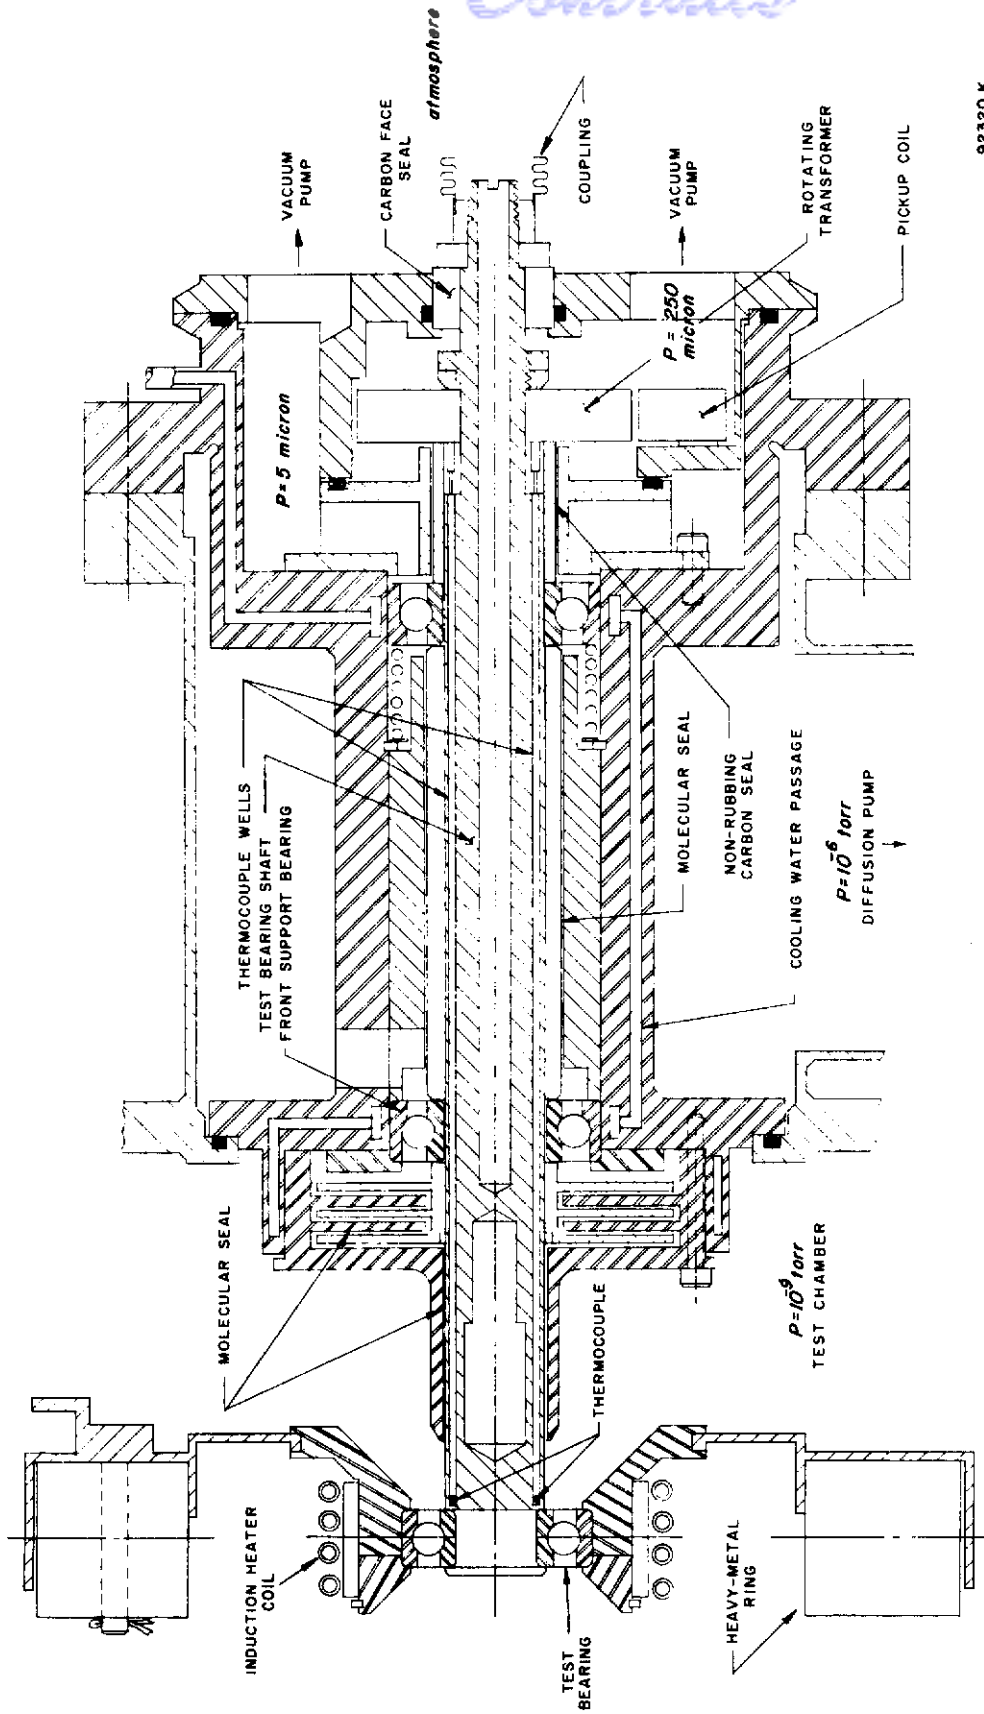 Contrails
atmosphere
VACUUM
PUMP
CARBON FACE
SEAL
COUPLING
VACUUM
PUMP
ROTATING
TRANSFORMER
PICKUP COIL
P= 5 micron
P = 250
micron
THERMOCOUPLE WELLS
TEST BEARING SHAFT
FRONT SUPPORT BEARING
MOLECULAR SEAL
NON-RUBBING
CARBON SEAL
COOLING WATER PASSAGE
P=10⁻⁶ torr
DIFFUSION PUMP
MOLECULAR SEAL
THERMOCOUPLE
P=10⁻⁹ torr
TEST CHAMBER
INDUCTION HEATER
COIL
TEST
BEARING
HEAVY-METAL
RING